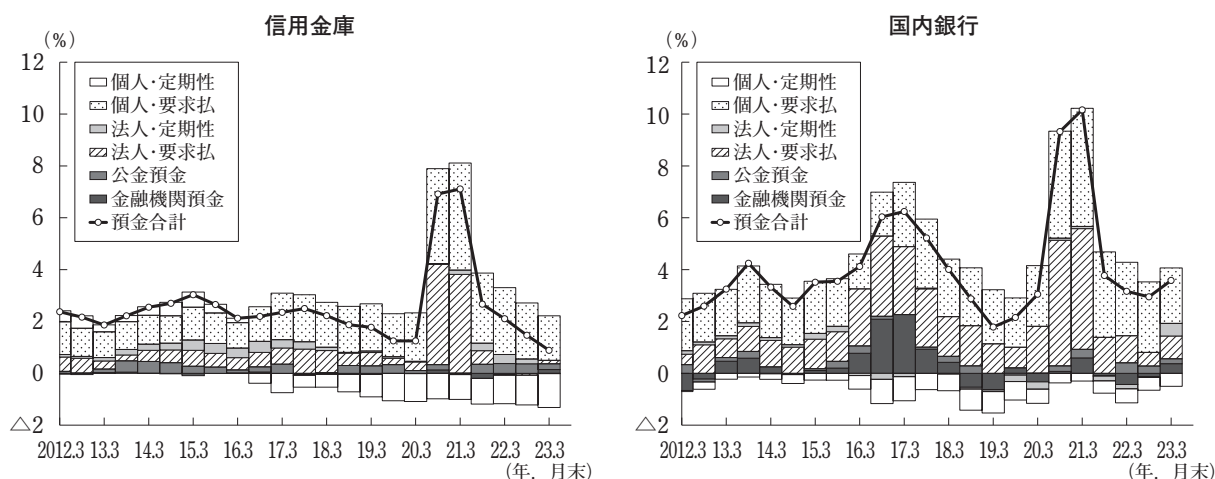 信用金庫
(%)
12
10
8
6
4
2
0
△2
個人・定期性
個人・要求払
法人・定期性
法人・要求払
公金預金
金融機関預金
預金合計
2012.3 13.3 14.3 15.3 16.3 17.3 18.3 19.3 20.3 21.3 22.3 23.3
(年．月末)
国内銀行
(%)
12
10
8
6
4
2
0
△2
個人・定期性
個人・要求払
法人・定期性
法人・要求払
公金預金
金融機関預金
預金合計
2012.3 13.3 14.3 15.3 16.3 17.3 18.3 19.3 20.3 21.3 22.3 23.3
(年．月末)